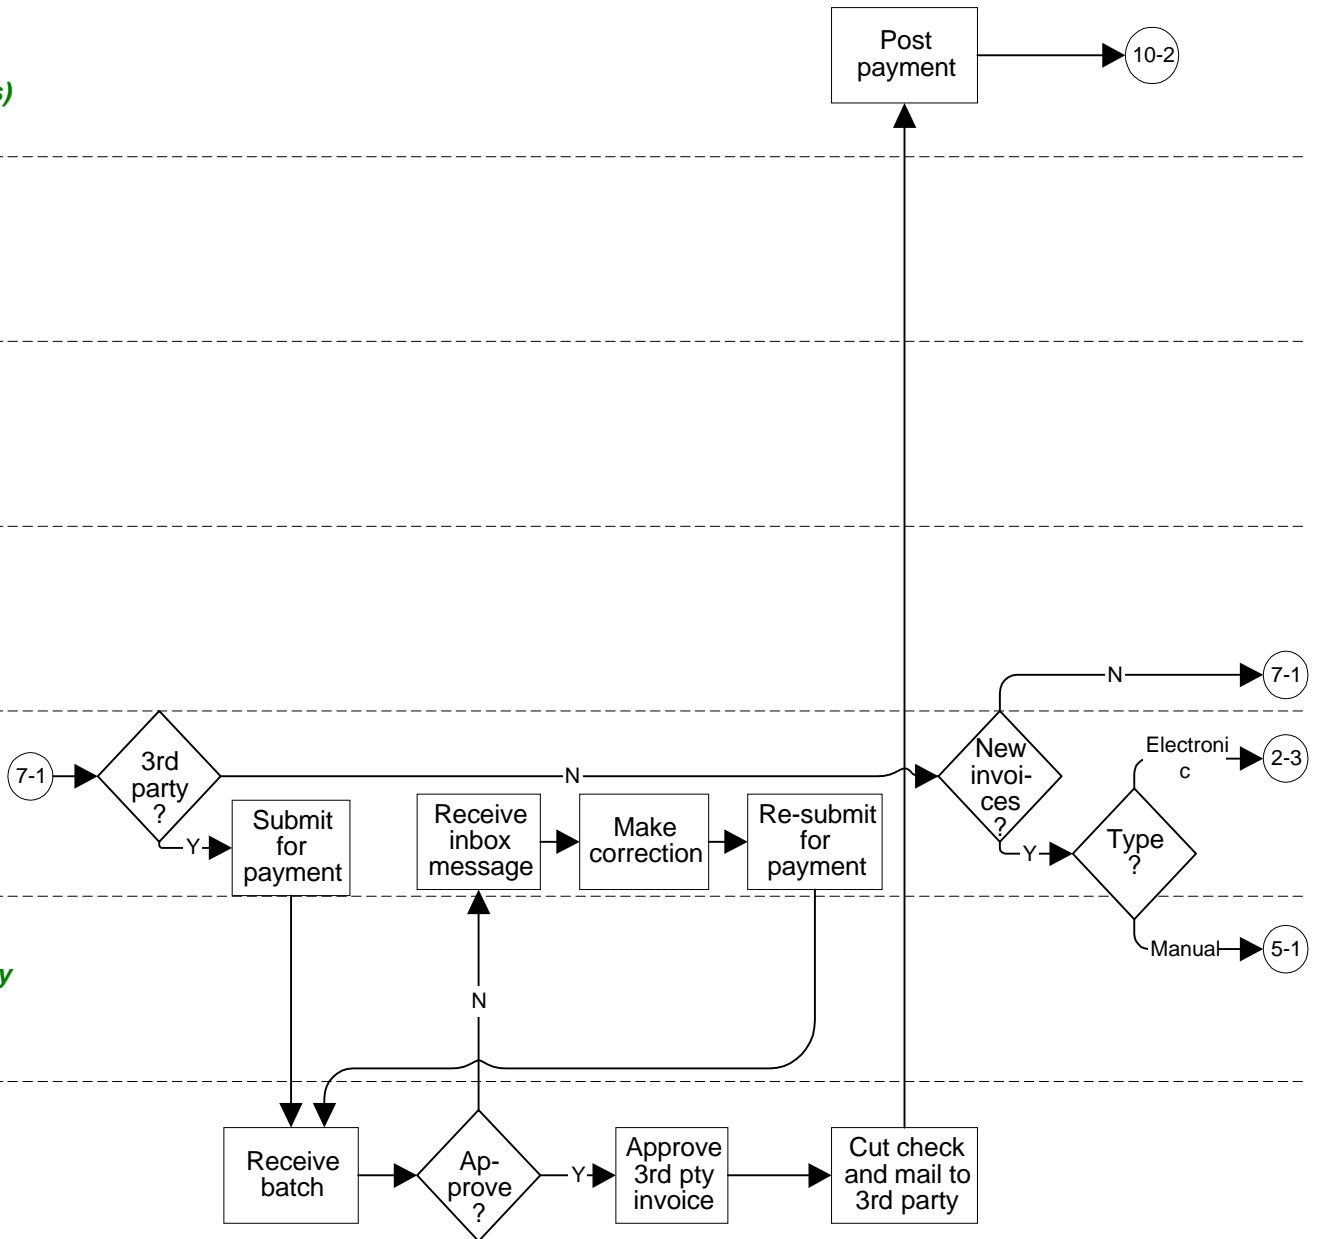 Post
payment
10-2
s)
N
7-1
7-1
3rd
party
?
N
New
invoi-
ces
?
Electroni
c
2-3
Y
Submit
for
payment
Receive
inbox
message
Make
correction
Re-submit
for
payment
Y
Type
?
Manual
5-1
y
N
Receive
batch
Ap-
prove
?
Y
Approve
3rd pty
invoice
Cut check
and mail to
3rd party